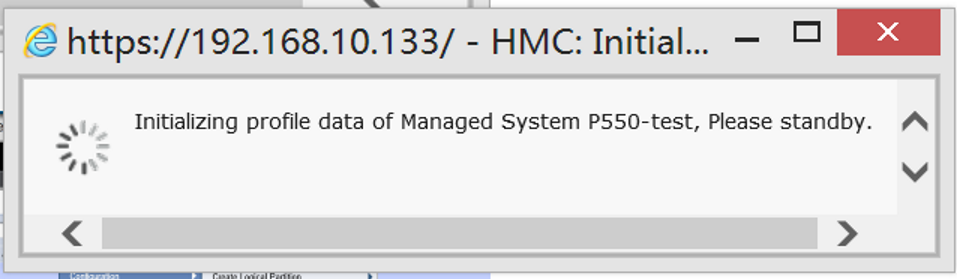 https://192.168.10.133/ - HMC: Initial...
Initializing profile data of Managed System P550-test, Please standby.
Configuration
Create Logical Partition